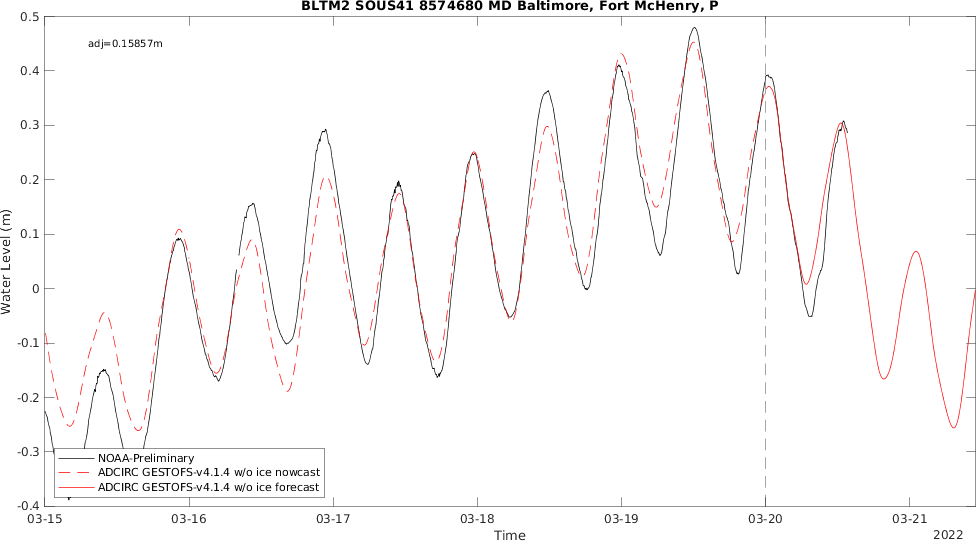 BLTM2 SOUS41 8574680 MD Baltimore, Fort McHenry, P
adj=0.15857m
Water Level (m)
0.5
0.4
0.3
0.2
0.1
0
-0.1
-0.2
-0.3
-0.4
NOAA-Preliminary
ADCIRC GESTOFS-v4.1.4 w/o ice nowcast
ADCIRC GESTOFS-v4.1.4 w/o ice forecast
03-15 03-16 03-17 03-18 03-19 03-20 03-21
Time
2022